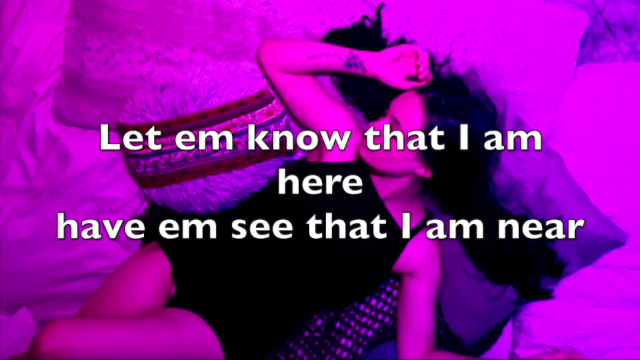 Let em know that I am
here
have em see that I am near